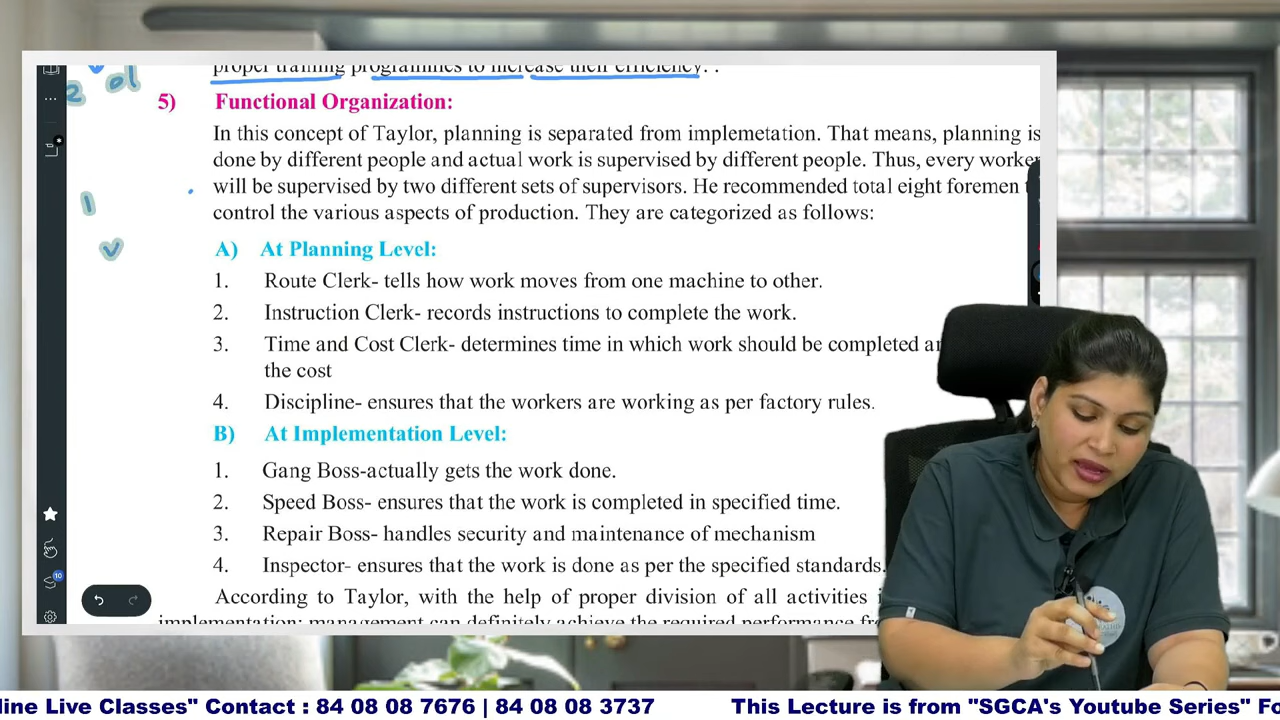 proper training programmes to increase their efficiency. .
5) Functional Organization:
In this concept of Taylor, planning is separated from implemetation. That means, planning is
done by different people and actual work is supervised by different people. Thus, every worker
will be supervised by two different sets of supervisors. He recommended total eight foremen
control the various aspects of production. They are categorized as follows:
A) At Planning Level:
1. Route Clerk- tells how work moves from one machine to other.
2. Instruction Clerk- records instructions to complete the work.
3. Time and Cost Clerk- determines time in which work should be completed
the cost
4. Discipline- ensures that the workers are working as per factory rules.
B) At Implementation Level:
1. Gang Boss-actually gets the work done.
2. Speed Boss- ensures that the work is completed in specified time.
3. Repair Boss- handles security and maintenance of mechanism
4. Inspector- ensures that the work is done as per the specified standards.
According to Taylor, with the help of proper division of all activities
implementation; management can definitely achieve the required performance
10
line Live Classes" Contact : 84 08 08 7676 | 84 08 08 3737 This Lecture is from "SGCA's Youtube Series"